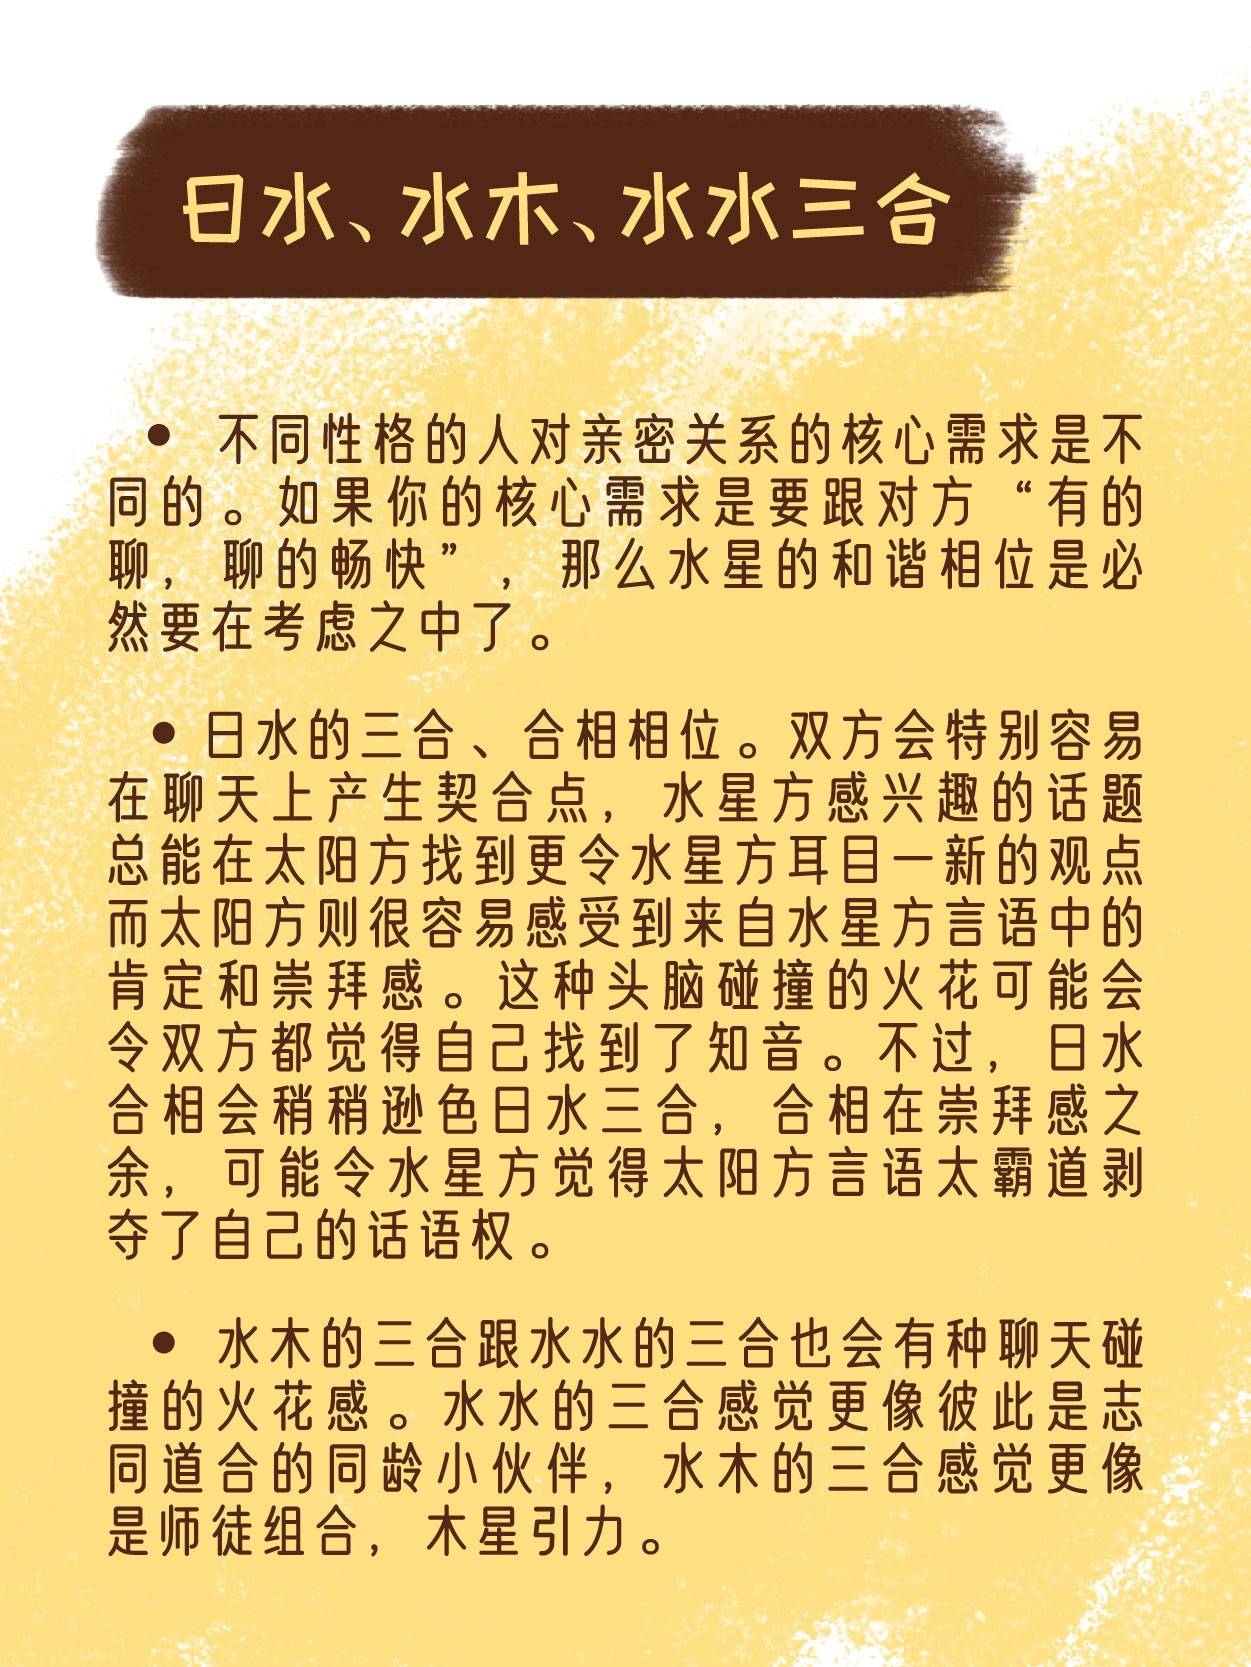 日水、水木、水水三合
● 不同性格的人对亲密关系的核心需求是不
同的。如果你的核心需求是要跟对方“有的
聊，聊的畅快”，那么水星的和谐相位是必
然要在考虑之中了。
● 日水的三合、合相相位。双方会特别容易
在聊天上产生契合点，水星方感兴趣的话题
总能在太阳方找到更令水星方耳目一新的观点
而太阳方则很容易感受到来自水星方言语中的
肯定和崇拜感。这种头脑碰撞的火花可能会
令双方都觉得自己找到了知音。不过，日水
合相会稍稍逊色日水三合，合相在崇拜感之
余，可能令水星方觉得太阳方言语太霸道剥
夺了自己的话语权。
● 水木的三合跟水水的三合也会有种聊天碰
撞的火花感。水水的三合感觉更像彼此是志
同道合的同龄小伙伴，水木的三合感觉更像
是师徒组合，木星引力。